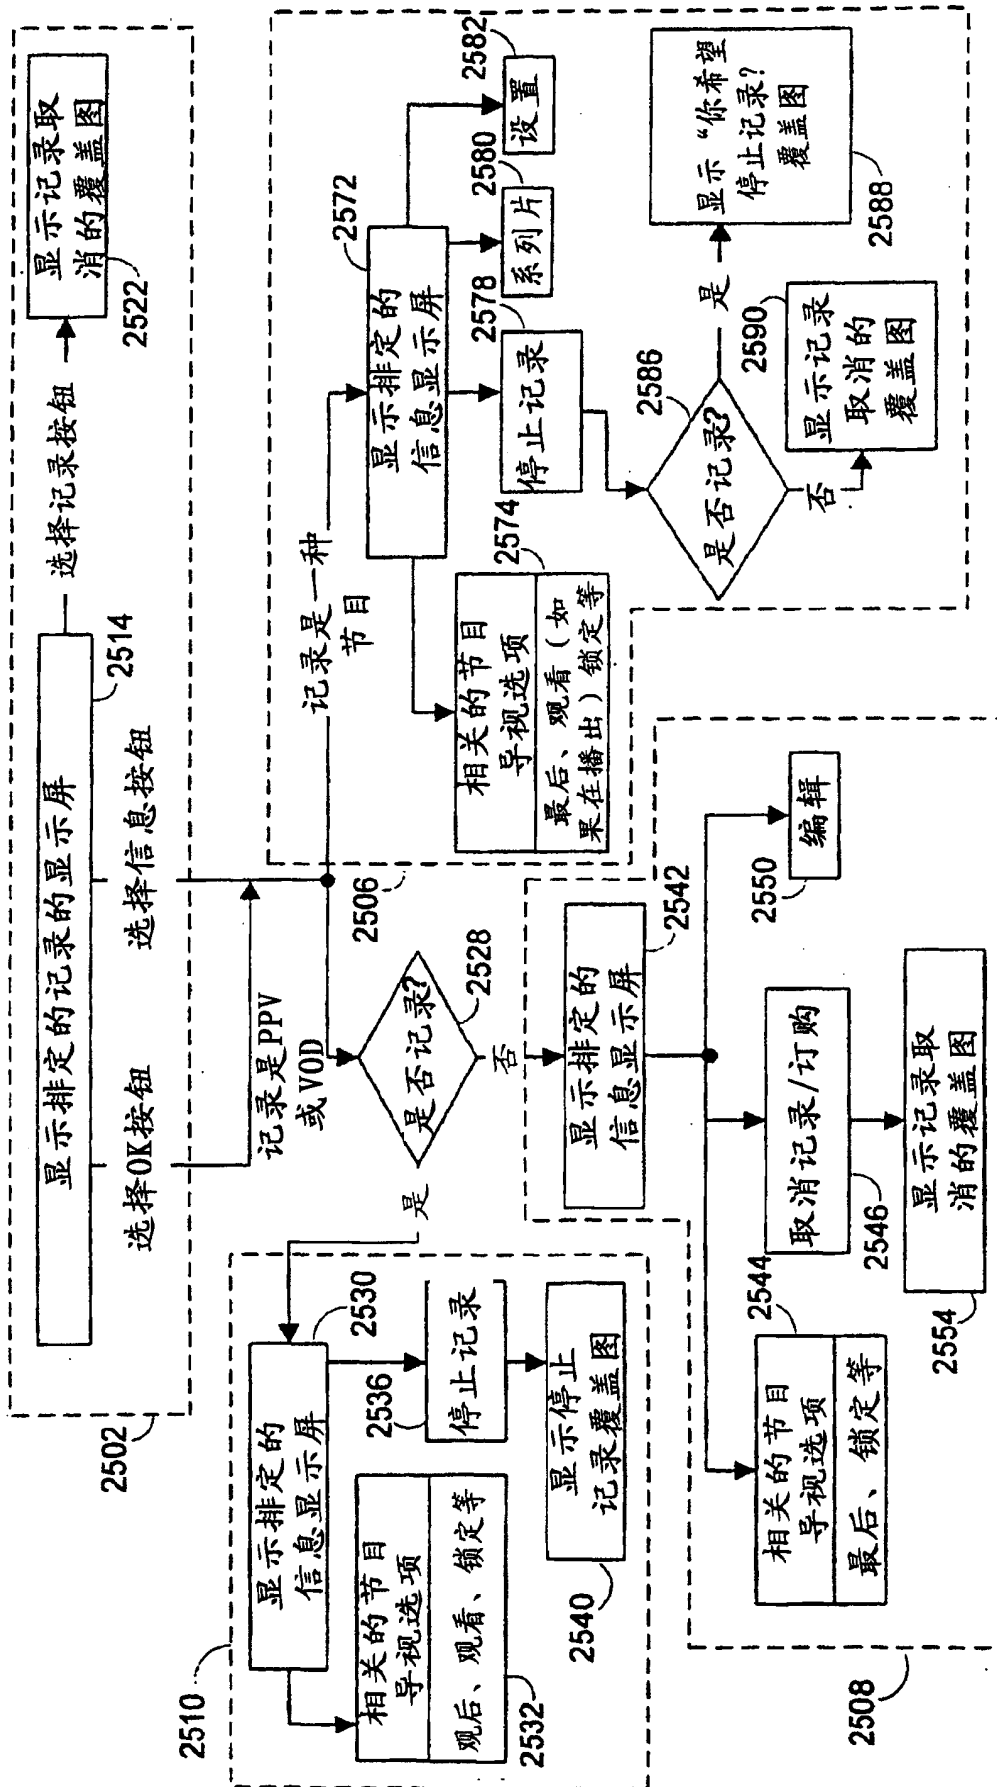 显示排定的记录的显示屏
2514
选择记录按钮
显示记录取
消的覆盖图
2522
2502
选择OK按钮
选择信息按钮
记录是PPV
或VOD
记录是一种
节目
2506
是否记录?
2528
是
否
2510
显示排定的
信息显示屏
2530
相关的节目
导视选项
观后、观看、锁定等
2532
2536
停止记录
显示停止
记录覆盖图
2540
显示排定的
信息显示屏
2542
2544
相关的节目
导视选项
最后、锁定等
取消记录/订购
2546
显示记录取
消的覆盖图
2554
2550
编辑
2508
2572
显示排定的
信息显示屏
2574
相关的节目
导视选项
最后、观看(如
果在播出)锁定等
2578
停止记录
2580
系列片
2582
设置
是否记录?
2586
是
否
显示“你希望
停止记录?
覆盖图
2588
2590
显示记录
取消的
覆盖图